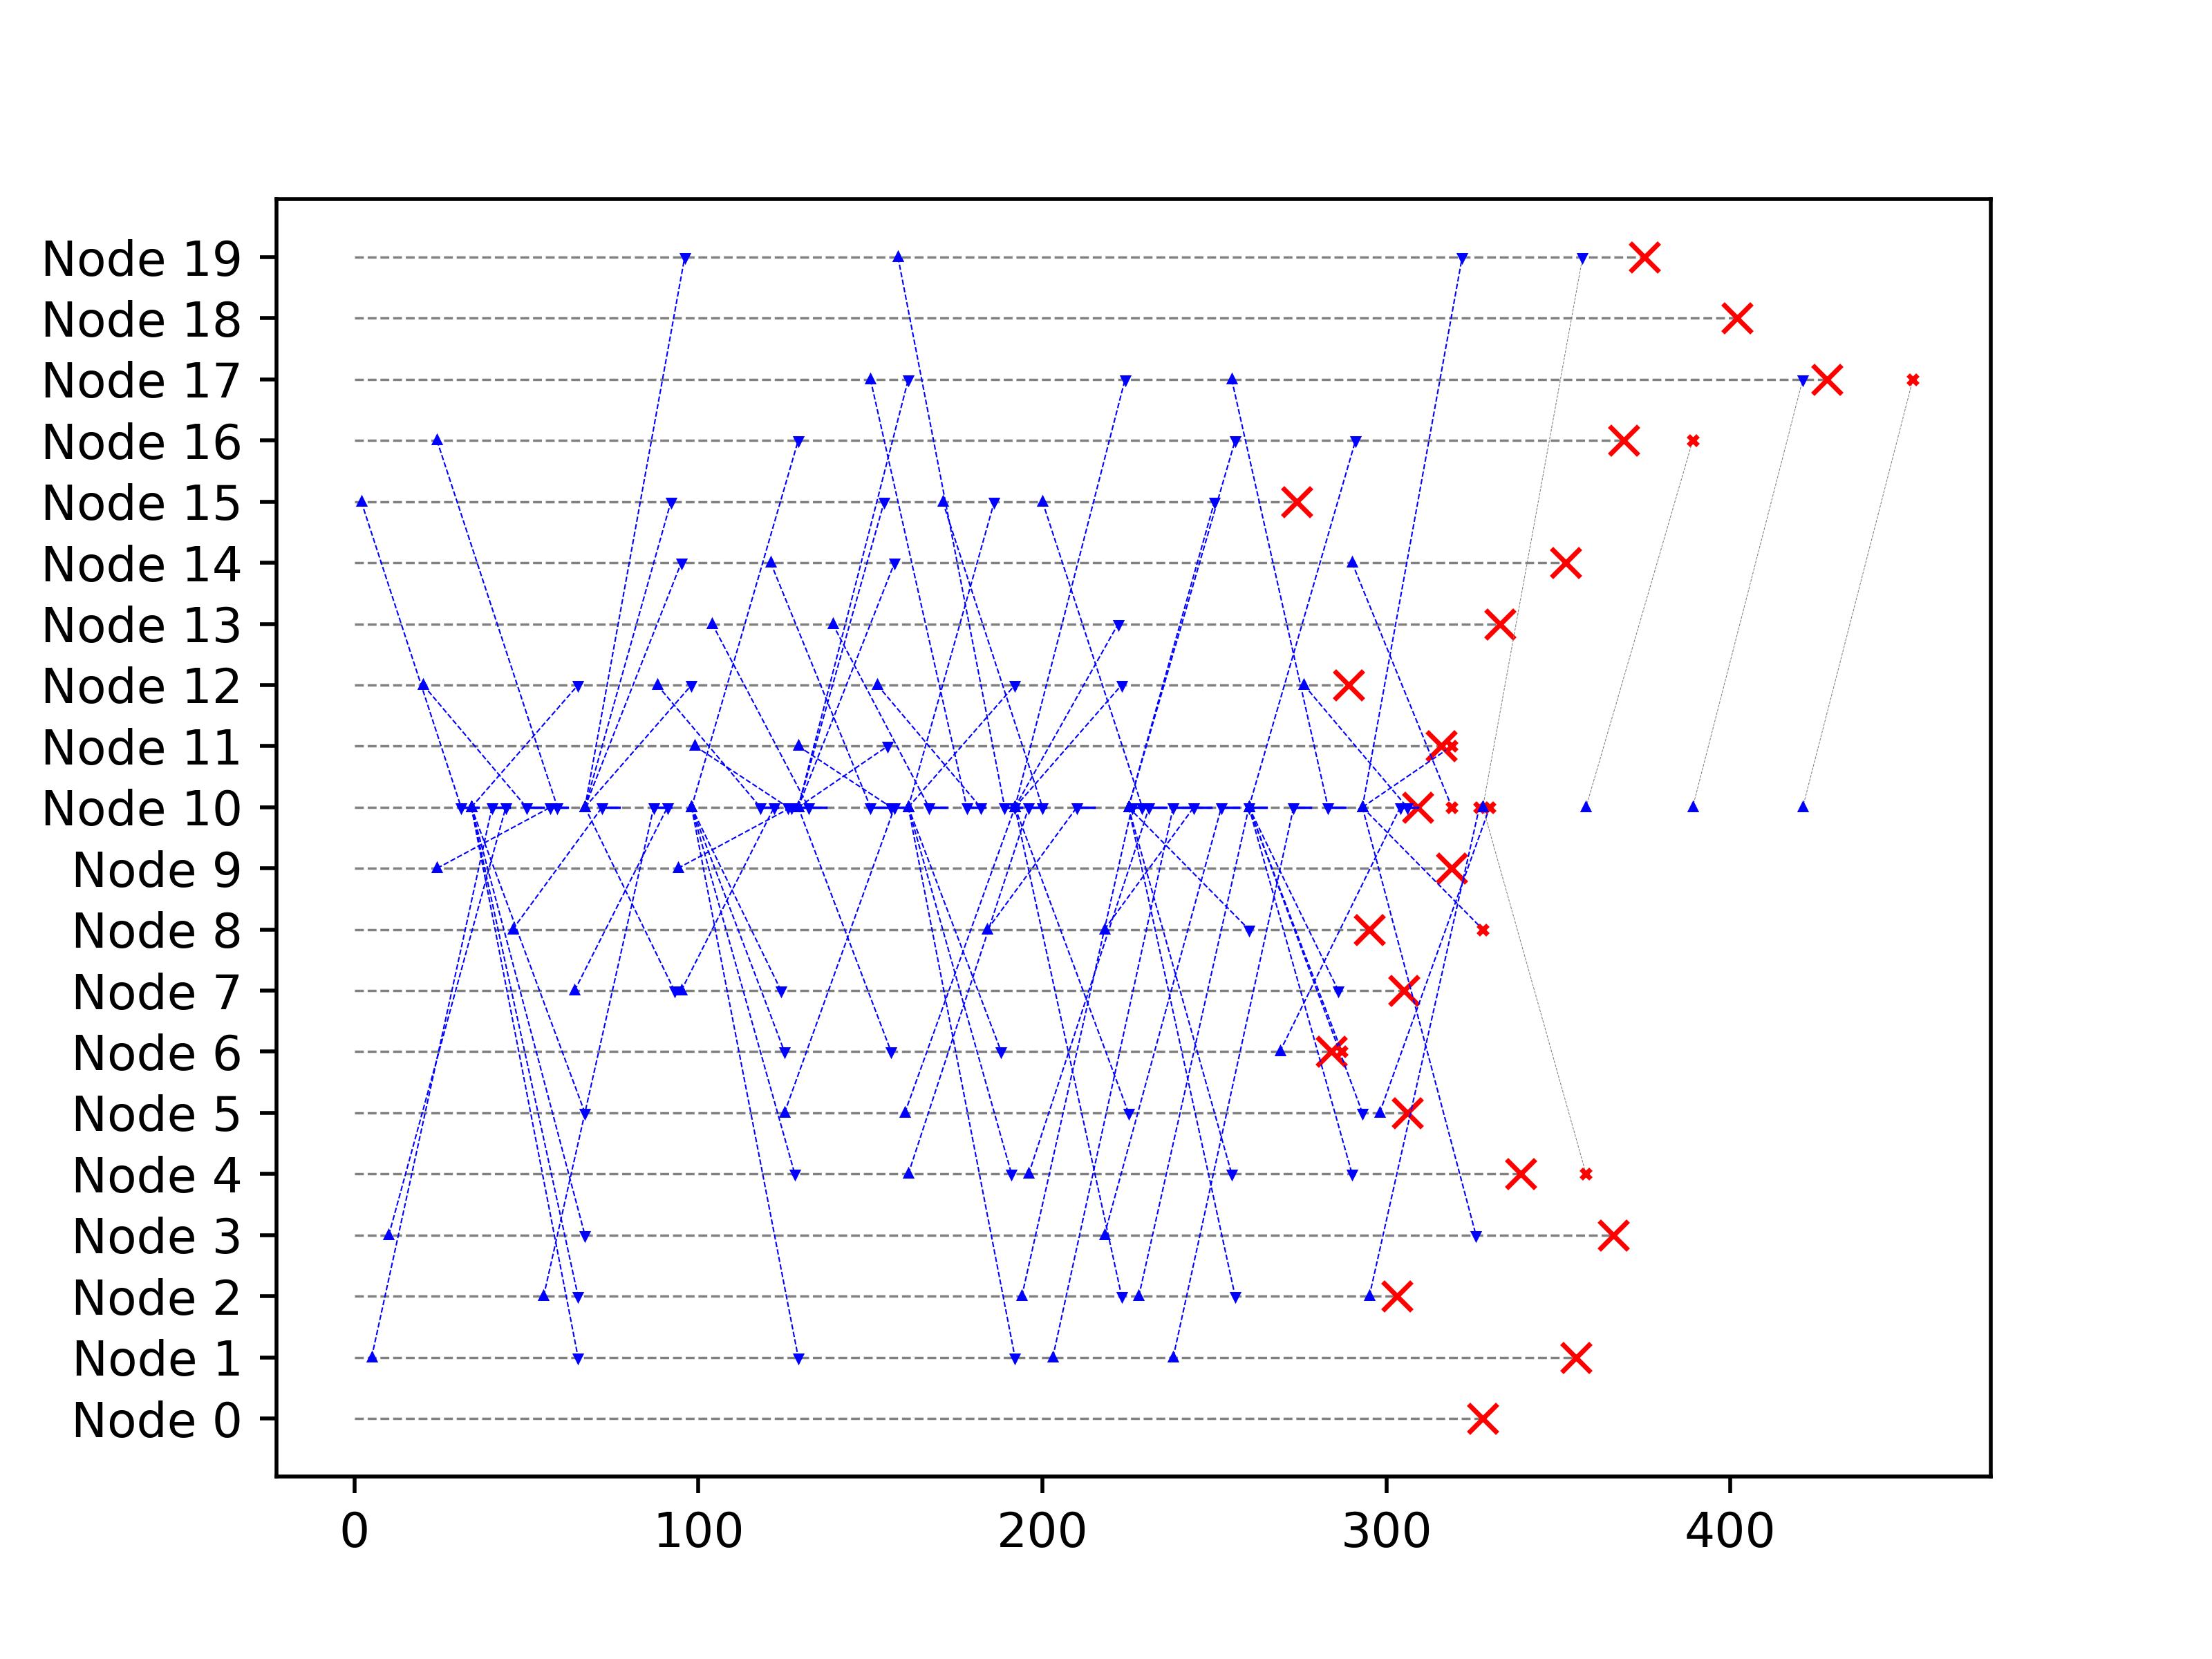 Node 19
Node 18
Node 17
Node 16
Node 15
Node 14
Node 13
Node 12
Node 11
Node 10
Node 9
Node 8
Node 7
Node 6
Node 5
Node 4
Node 3
Node 2
Node 1
Node 0
0 100 200 300 400